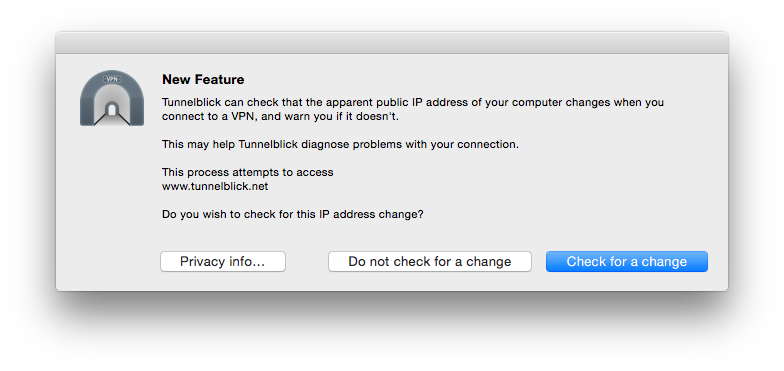 VPN
New Feature
Tunnelblick can check that the apparent public IP address of your computer changes when you
connect to a VPN, and warn you if it doesn't.
This may help Tunnelblick diagnose problems with your connection.
This process attempts to access
www.tunnelblick.net
Do you wish to check for this IP address change?
Privacy info...
Do not check for a change
Check for a change